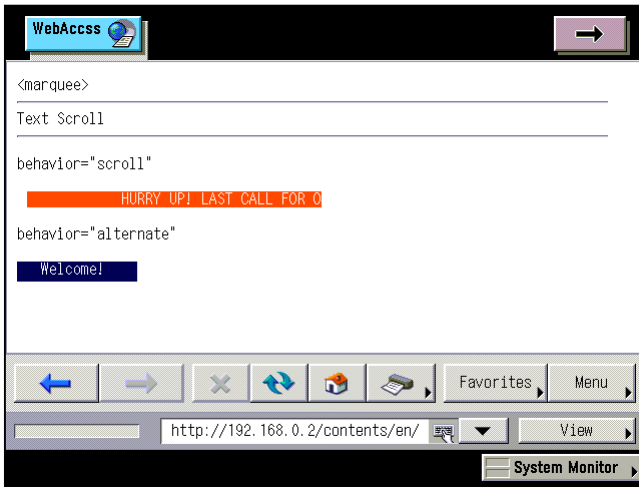 WebAccss
<marquee>
Text Scroll
behavior="scroll"
HURRY UP! LAST CALL FOR O
behavior="alternate"
Welcome!
Favorites Menu
http://192.168.0.2/contents/en/ View
System Monitor